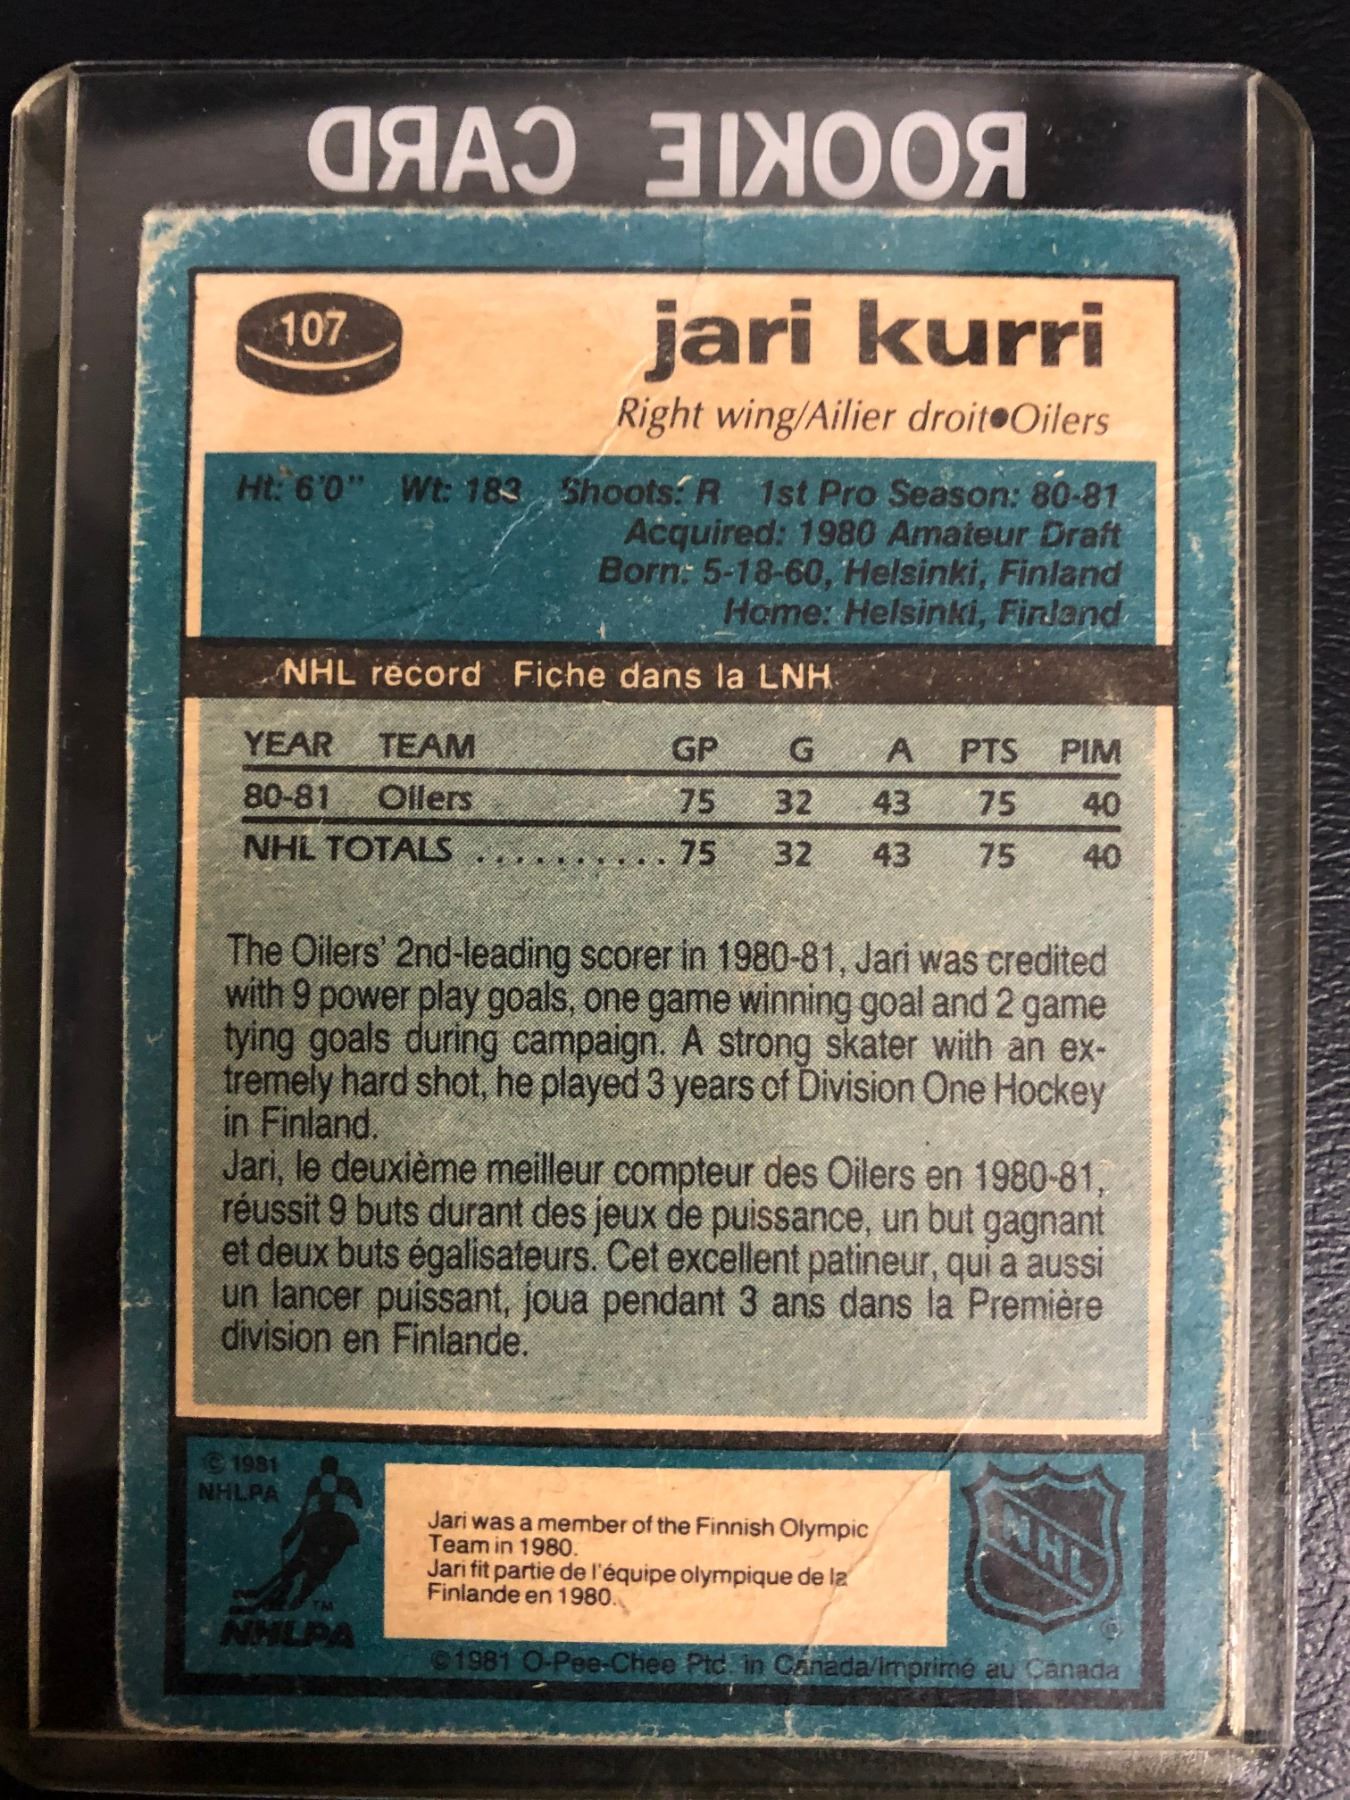 ROOKIE CARD
107
jari kurri
Right wing/Ailier droit●Oilers
Ht: 6'0" Wt: 183 Shoots: R 1st Pro Season: 80-81
Acquired: 1980 Amateur Draft
Born: 5-18-60, Helsinki, Finland
Home: Helsinki, Finland
NHL record Fiche dans la LNH
YEAR TEAM GP G A PTS PIM
80-81 Oilers 75 32 43 75 40
NHL TOTALS .......... 75 32 43 75 40
The Oilers' 2nd-leading scorer in 1980-81, Jari was credited
with 9 power play goals, one game winning goal and 2 game
tying goals during campaign. A strong skater with an ex-
tremely hard shot, he played 3 years of Division One Hockey
in Finland.
Jari, le deuxième meilleur compteur des Oilers en 1980-81,
réussit 9 buts durant des jeux de puissance, un but gagnant
et deux buts égalisateurs. Cet excellent patineur, qui a aussi
un lancer puissant, joua pendant 3 ans dans la Première
division en Finlande.
© 1981
NHLPA
Jari was a member of the Finnish Olympic
Team in 1980.
Jari fit partie de l'équipe olympique de la
Finlande en 1980.
TM
NHLPA
NHL
®
©1981 O-Pee-Chee Ptd. in Canada/Imprimé au Canada